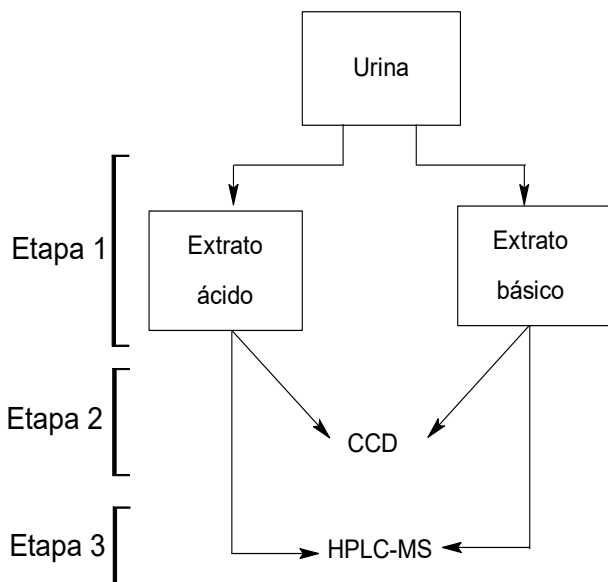 Urina
Etapa 1
Extrato
ácido
Extrato
básico
Etapa 2
CCD
Etapa 3
HPLC-MS